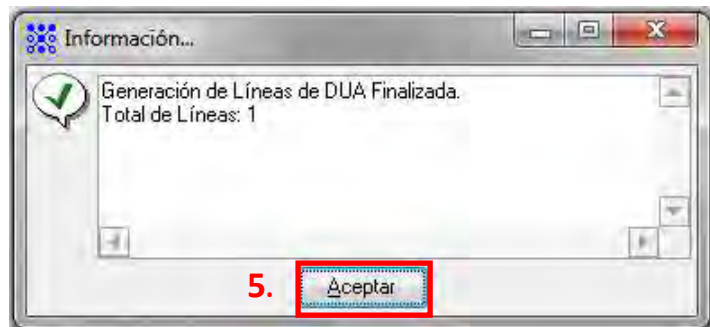 Información...
Generación de Líneas de DUA Finalizada.
Total de Líneas: 1
5.
Aceptar